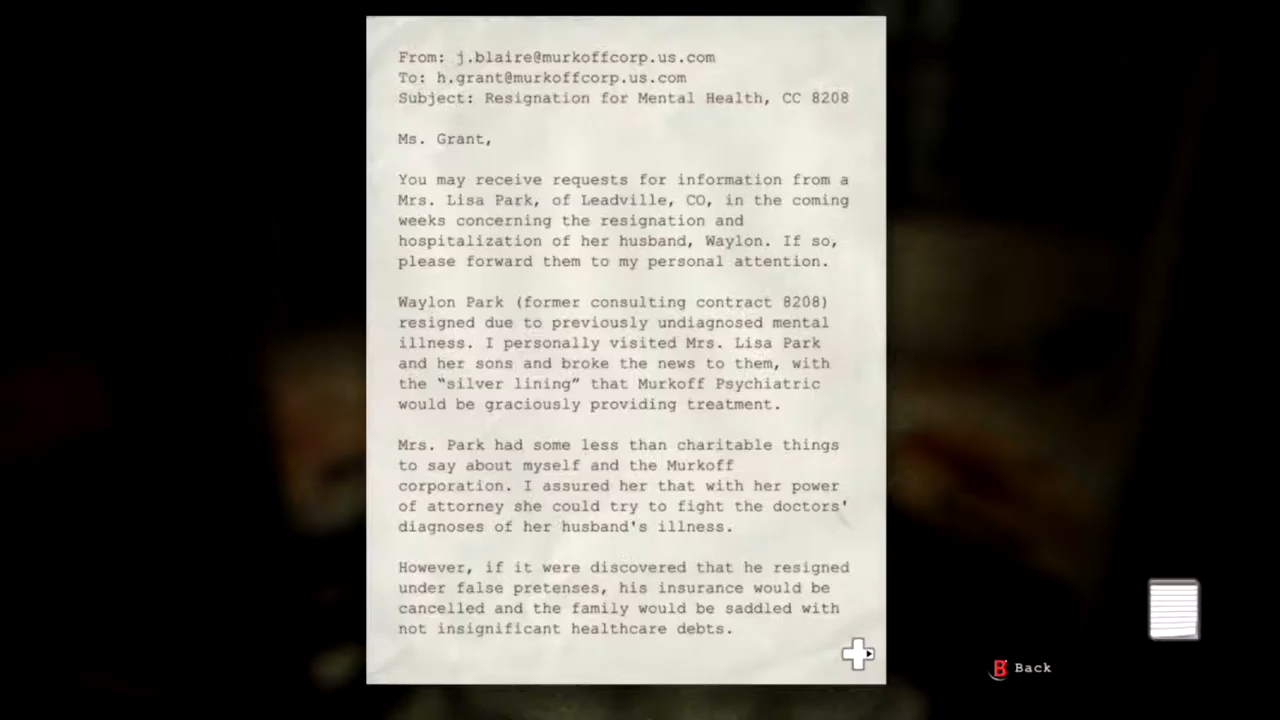 From: j.blaire@murkoffcorp.us.com
To: h.grant@murkoffcorp.us.com
Subject: Resignation for Mental Health, CC 8208
Ms. Grant,
You may receive requests for information from a
Mrs. Lisa Park, of Leadville, CO, in the coming
weeks concerning the resignation and
hospitalization of her husband, Waylon. If so,
please forward them to my personal attention.
Waylon Park (former consulting contract 8208)
resigned due to previously undiagnosed mental
illness. I personally visited Mrs. Lisa Park
and her sons and broke the news to them, with
the “silver lining” that Murkoff Psychiatric
would be graciously providing treatment.
Mrs. Park had some less than charitable things
to say about myself and the Murkoff
corporation. I assured her that with her power
of attorney she could try to fight the doctors'
diagnoses of her husband's illness.
However, if it were discovered that he resigned
under false pretenses, his insurance would be
cancelled and the family would be saddled with
not insignificant healthcare debts.
B Back